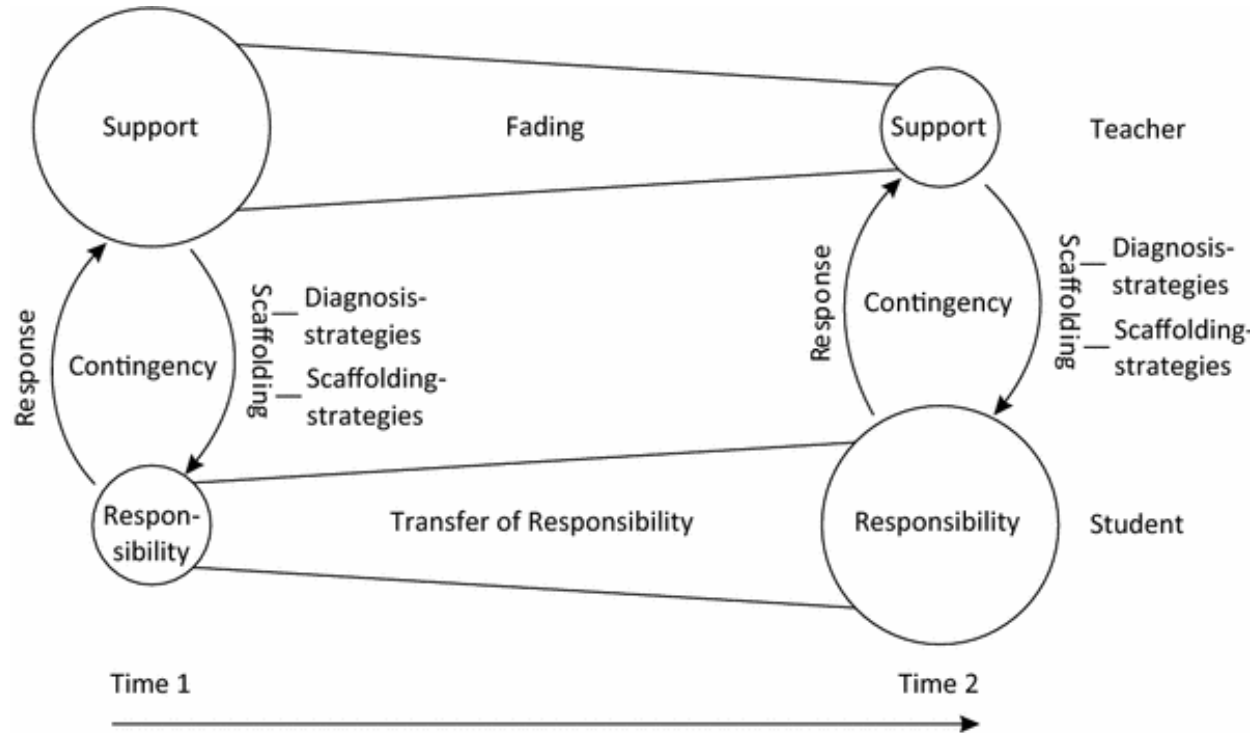 Support
Fading
Support
Teacher
Response
Contingency
Scaffolding
Diagnosis-
strategies
Scaffolding-
strategies
Response
Contingency
Scaffolding
Diagnosis-
strategies
Scaffolding-
strategies
Respon-
sibility
Transfer of Responsibility
Responsibility
Student
Time 1
Time 2